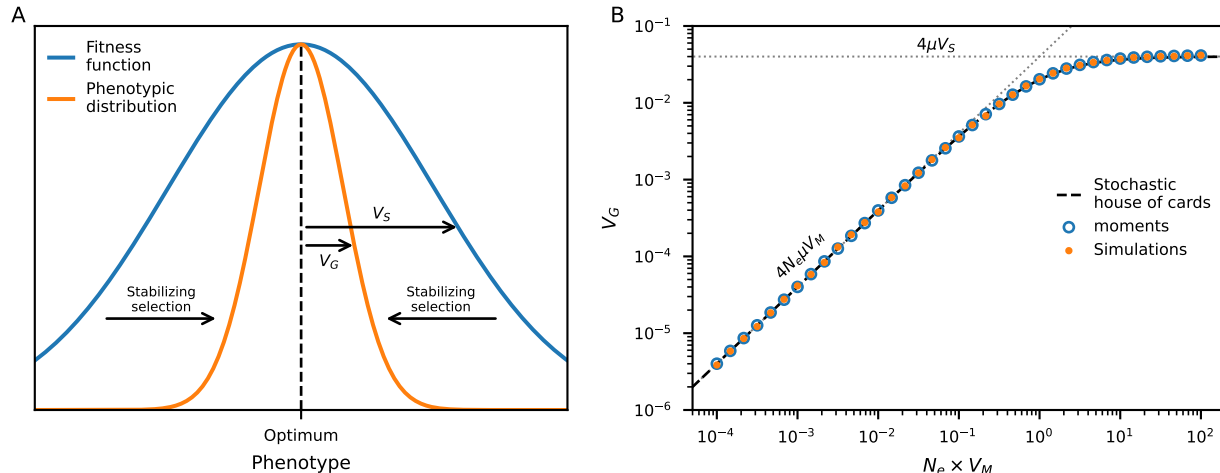 A
Fitness
function
Phenotypic
distribution
V_S
V_G
Stabilizing
selection
Stabilizing
selection
Optimum
Phenotype
B
10^−1
10^−2
10^−3
10^−4
10^−5
10^−6
V_G
4μV_S
4N_eμV_M
Stochastic
house of cards
moments
Simulations
10^−4
10^−3
10^−2
10^−1
10^0
10^1
10^2
N_e × V_M